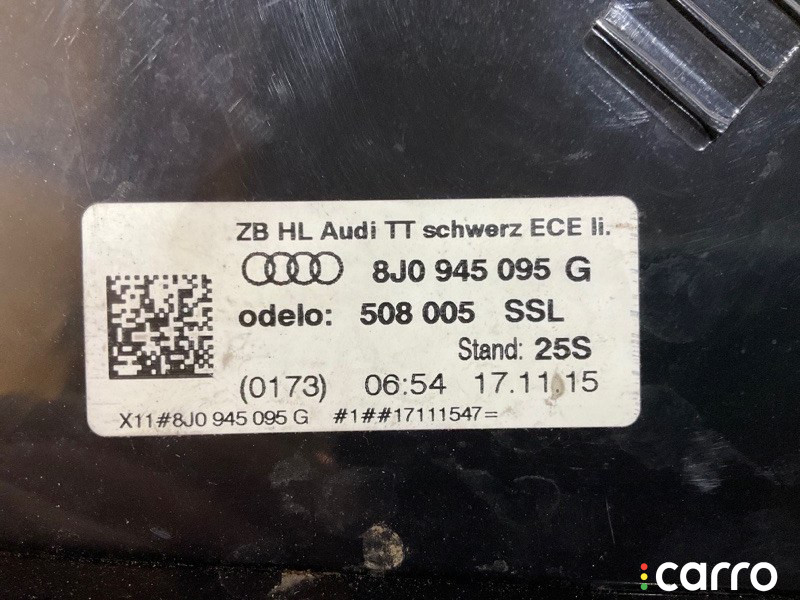 ZB HL Audi TT schwerz ECE li.
8J0 945 095 G
odelo: 508 005 SSL
Stand: 25S
(0173) 06:54 17.11.15
X11#8J0 945 095 G #1##17111547=
carro